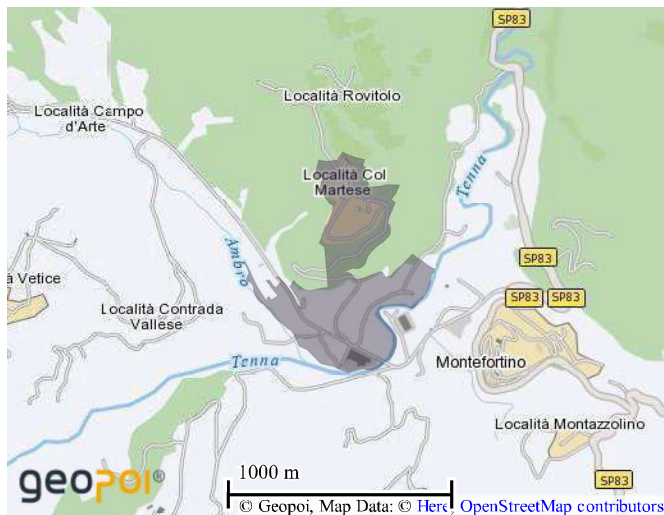 SP83
SP83
Località Rovitolo
Località Campo
d'Arte
Tenna
Località Col
Martese
Ambro
SP83
à Vetice
SP83
SP83
Località Contrada
Vallese
Tenna
Montefortino
Località Montazzolino
SP83
geopoi®
1000 m
© Geopoi, Map Data: © Here, OpenStreetMap contributors